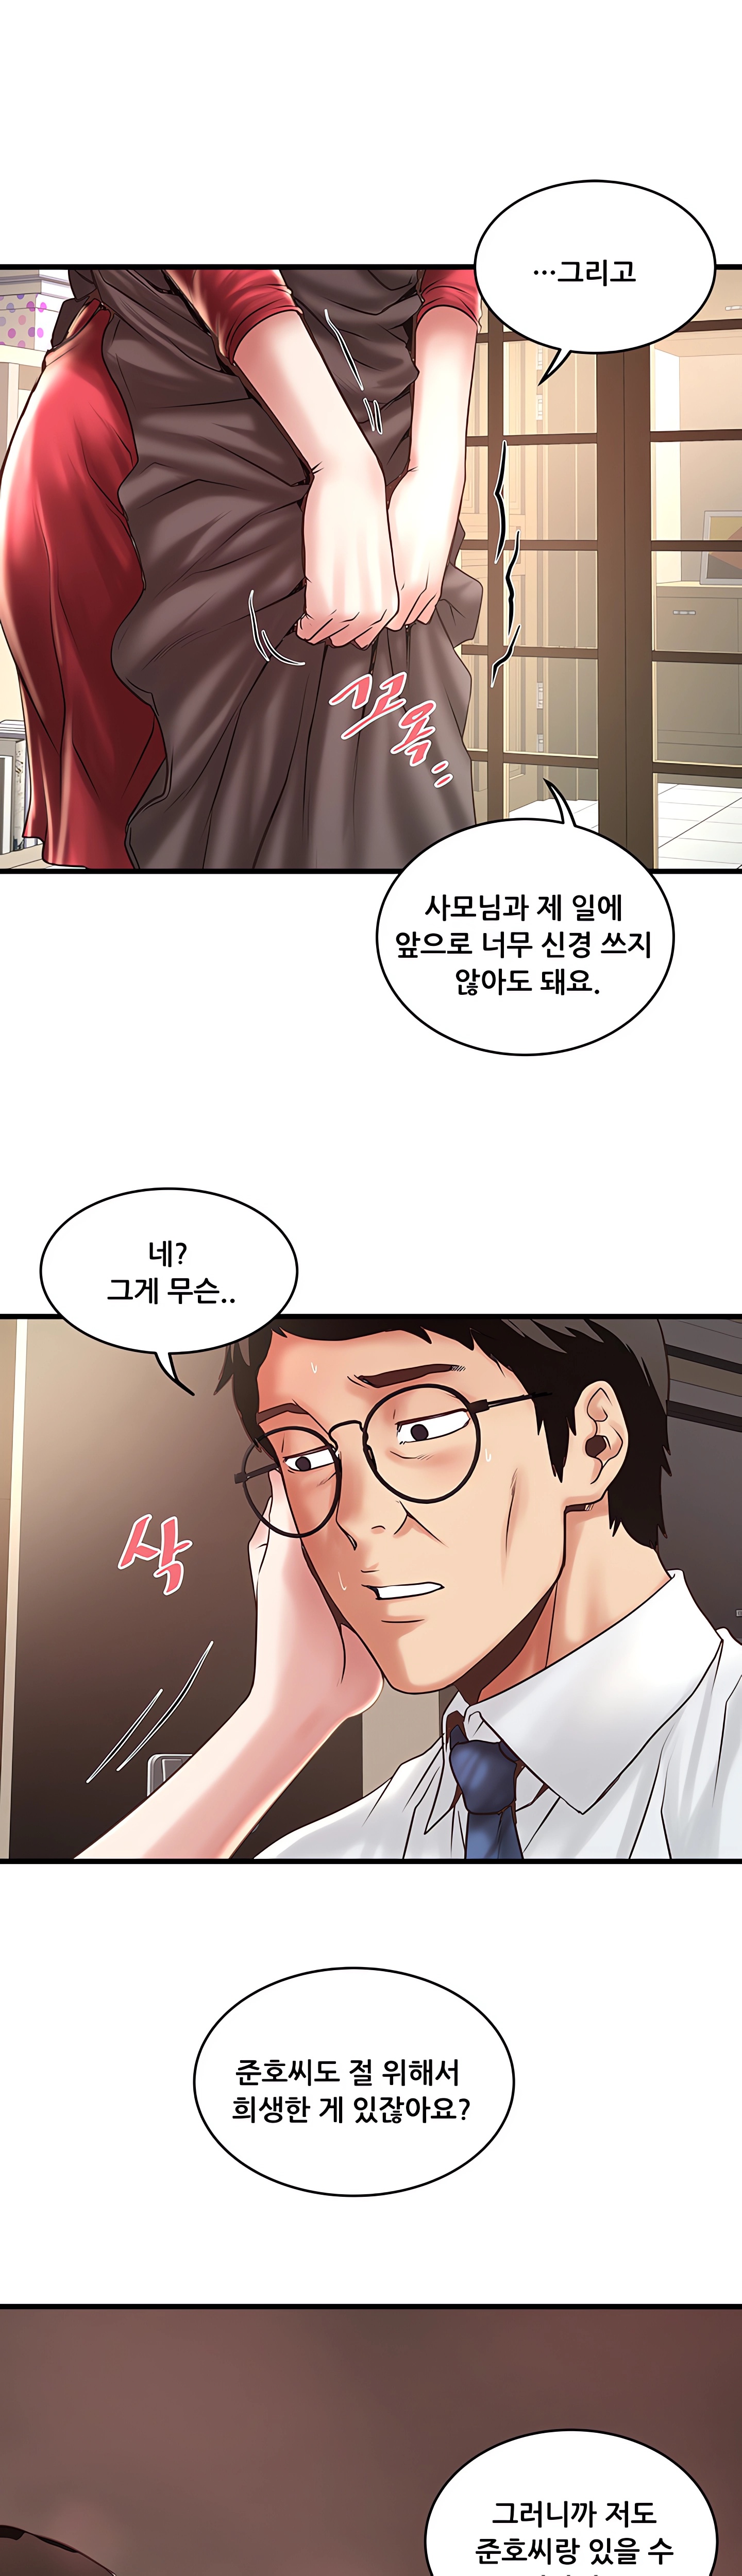 …그리고
꼬옥..
사모님과 제 일에
앞으로 너무 신경 쓰지
않아도 돼요.
네?
그게 무슨..
삭
준호씨도 절 위해서
희생한 게 있잖아요?
그러니까 저도
준호씨랑 있을 수